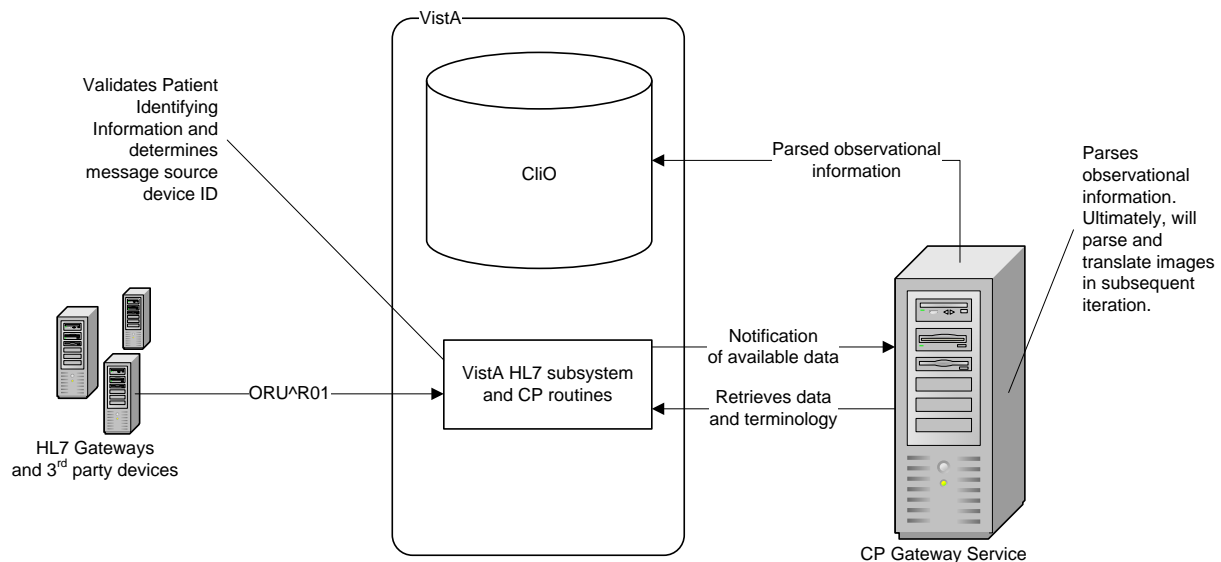 VistA
Validates Patient
Identifying
Information and
determines
message source
device ID
CliO
Parsed observational
information
Parses
observational
information.
Ultimately, will
parse and
translate images
in subsequent
iteration.
Notification
of available data
VistA HL7 subsystem
and CP routines
Retrieves data
and terminology
ORU^R01
HL7 Gateways
and 3rd party devices
CP Gateway Service